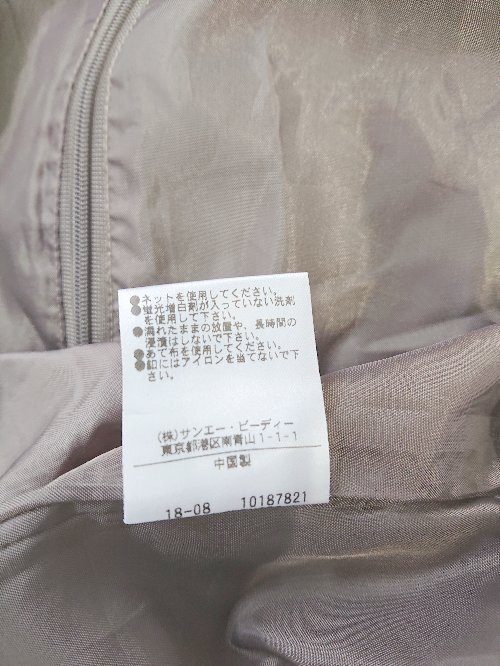 ●ネットを使用してください。
●蛍光増白剤が入っていない洗剤
を使用して下さい。
●濡れたままの放置や、長時間の
浸漬はしないで下さい。
●あて布を使用してください。
●釦にはアイロンを当てないで下
さい。
(株)サンエー・ビーディー
東京都港区南青山1-1-1
中国製
18-08 10187821